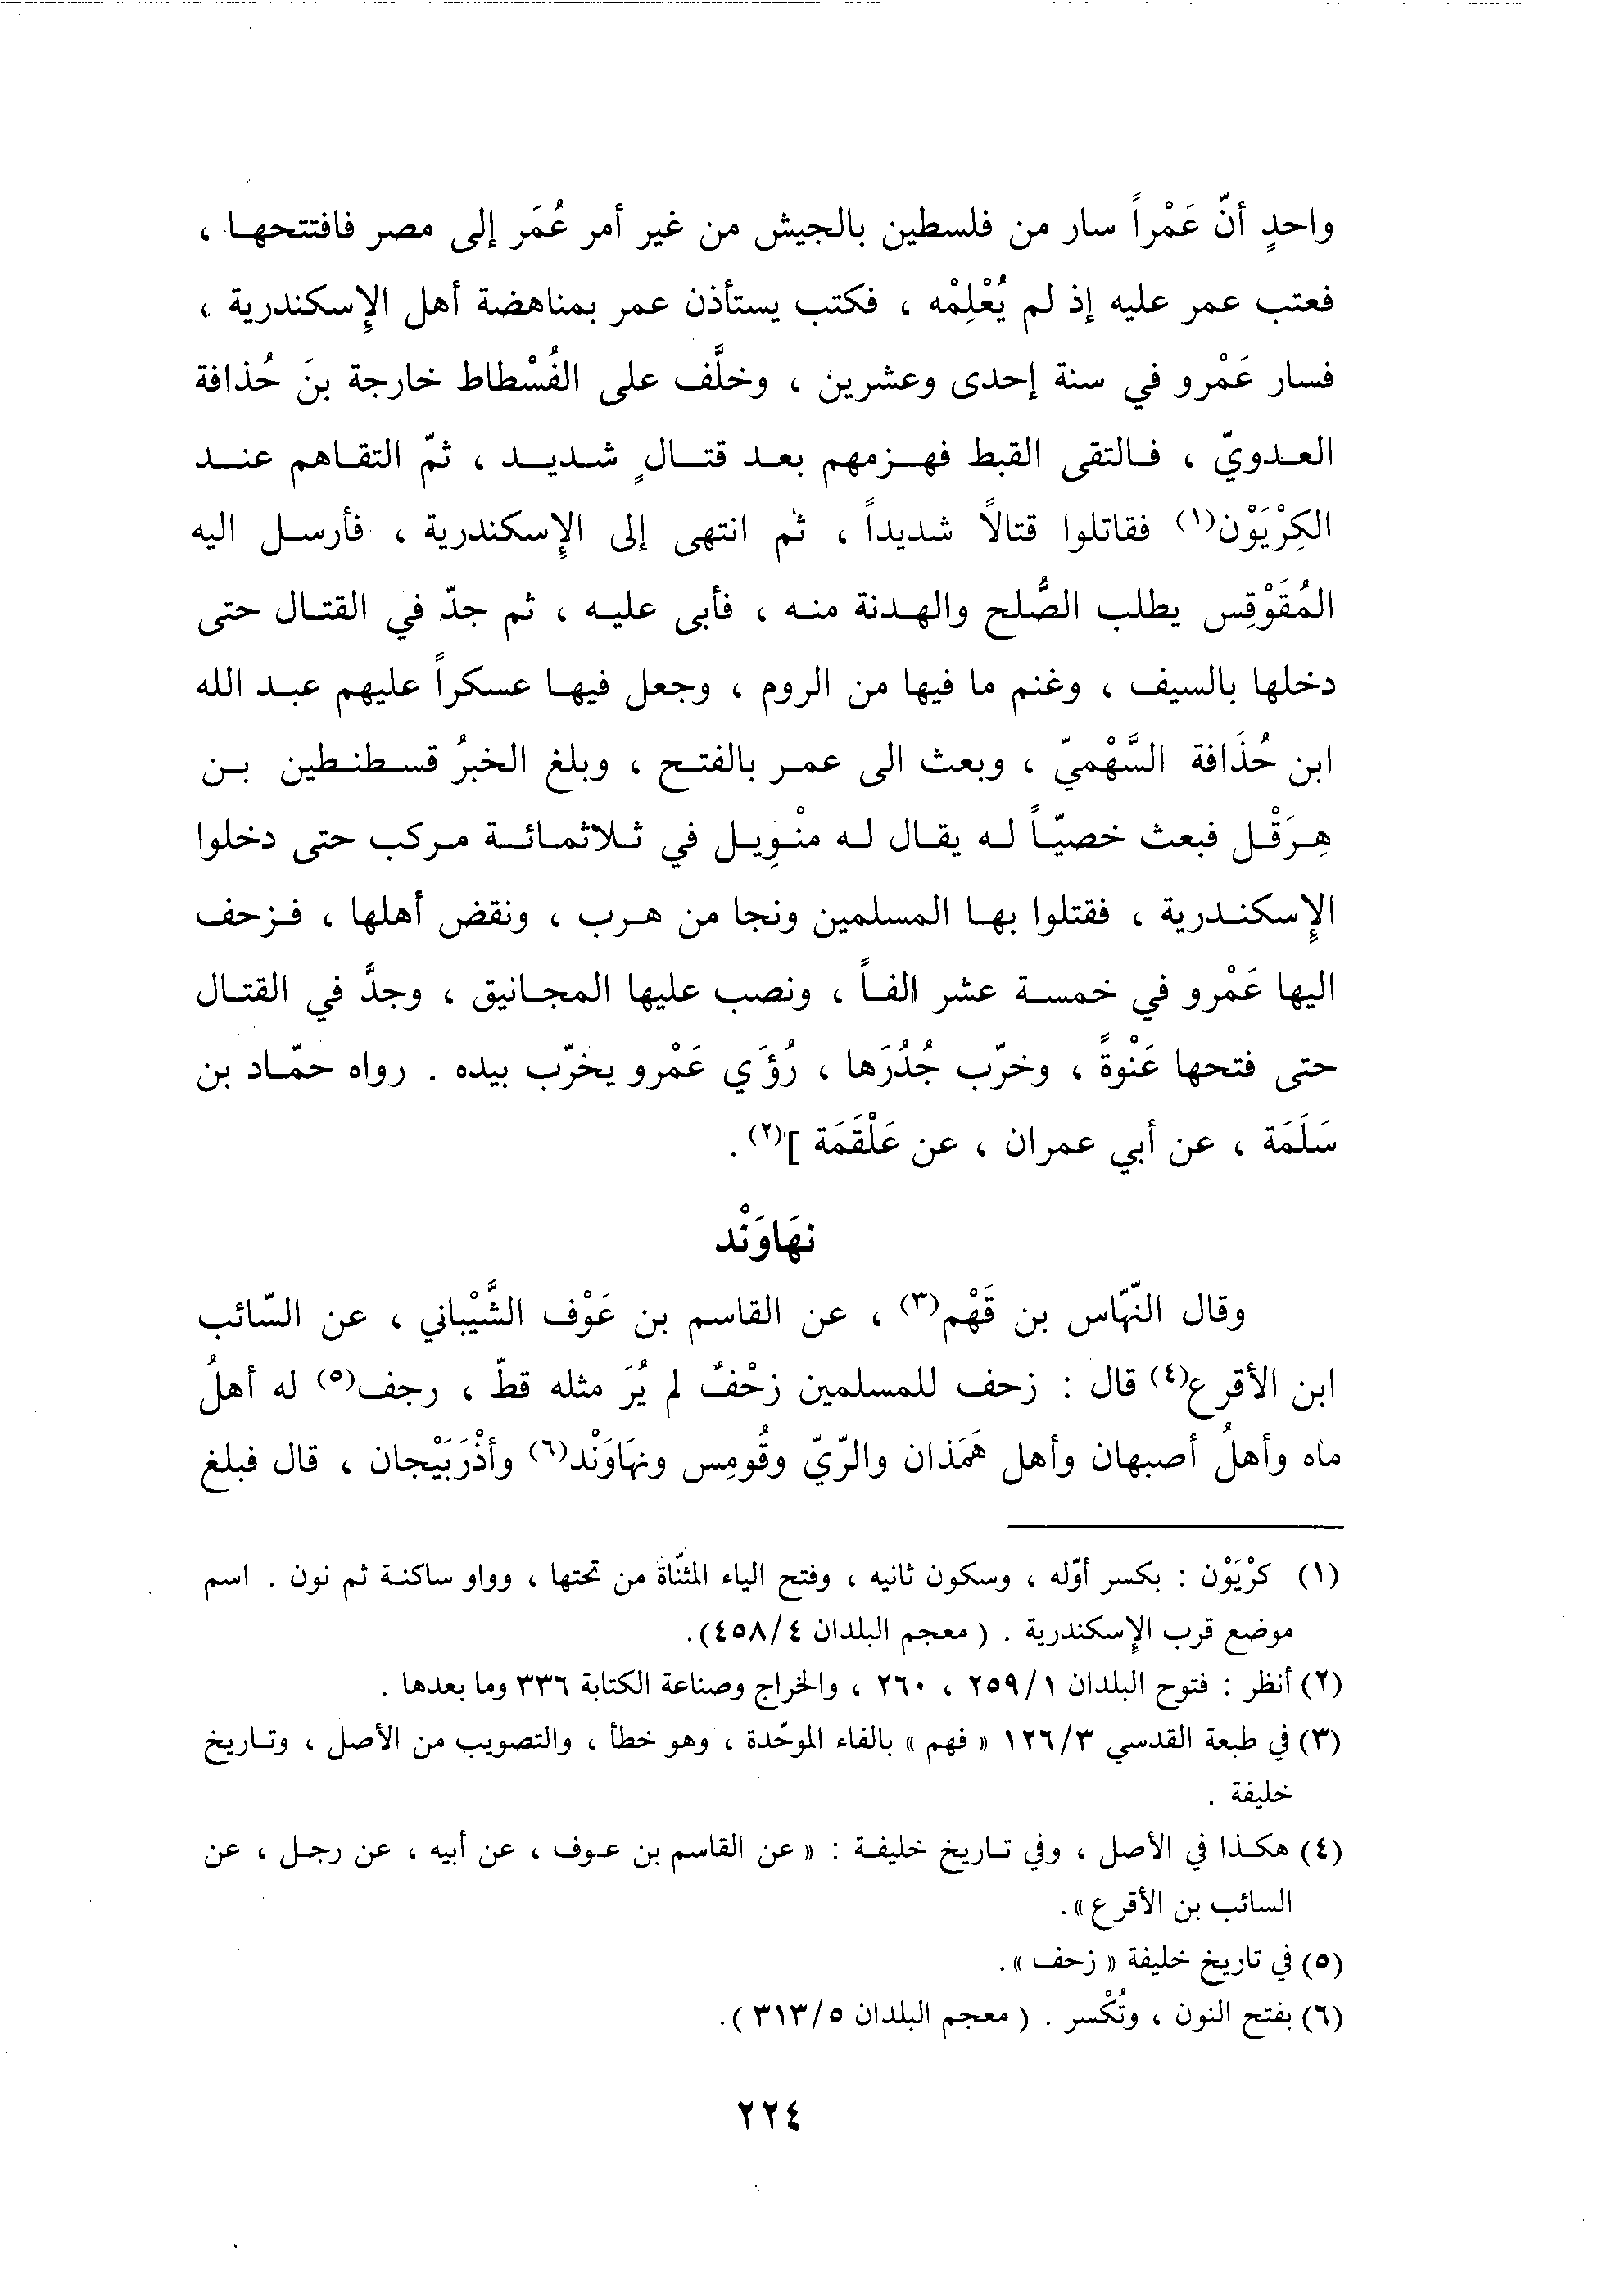 واحدٍ أنّ عَمْراً سار من فلسطين بالجيش من غير أمر عُمَر إلى مصر فافتتحها ،
فعتب عمر عليه إذ لم يُعْلِمْه ، فكتب يستأذن عمر بمناهضة أهل الإسكندرية ،
فسار عَمْرو في سنة إحدى وعشرين ، وخلَّف على الفُسْطاط خارجة بنَ حُذافة
العدويّ ، فالتقى القبط فهزمهم بعد قتالٍ شديد ، ثمّ التقاهم عند
الكِرْيَوْن(١) فقاتلوا قتالًا شديداً ، ثم انتهى إلى الإسكندرية ، فأرسل اليه
المُقَوْقِس يطلب الصُّلح والهدنة منه ، فأبى عليه ، ثم جدّ في القتال حتى
دخلها بالسيف ، وغنم ما فيها من الروم ، وجعل فيها عسكراً عليهم عبد الله
ابن حُذَافة السَّهْميّ ، وبعث الى عمر بالفتح ، وبلغ الخبرُ قسطنطين بن
هِرَقْل فبعث خصيّاً له يقال له منْوِيل في ثلاثمائة مركب حتى دخلوا
الإسكندرية ، فقتلوا بها المسلمين ونجا من هرب ، ونقض أهلها ، فزحف
اليها عَمْرو في خمسة عشر الفاً ، ونصب عليها المجانيق ، وجدَّ في القتال
حتى فتحها عَنْوةً ، وخرّب جُدُرَها ، رُؤَي عَمْرو يخرّب بيده . رواه حمّاد بن
سَلَمَة ، عن أبي عمران ، عن عَلْقَمَة ](٢) .
نهَاوَنْد
وقال النّهّاس بن قَهْم(٣) ، عن القاسم بن عَوْف الشَّيْباني ، عن السّائب
ابن الأقرع(٤) قال : زحف للمسلمين زحْفٌ لم يُرَ مثله قطّ ، رجف(٥) له أهلُ
ماه وأهلُ أصبهان وأهل هَمَذان والرّيّ وقُومِس ونهَاوَنْد(٦) وأذْرَبَيْجان ، قال فبلغ
(١) كرْيَوْن : بكسر أوّله ، وسكون ثانيه ، وفتح الياء المثنّاة من تحتها ، وواو ساكنة ثم نون . اسم
موضع قرب الإسكندرية . ( معجم البلدان ٤٥٨/٤).
(٢) أنظر : فتوح البلدان ٢٥٩/١ ، ٢٦٠ ، والخراج وصناعة الكتابة ٣٣٦ وما بعدها .
(٣) في طبعة القدسي ١٢٦/٣ « فهم » بالفاء الموحّدة ، وهو خطأ ، والتصويب من الأصل ، وتاريخ
خليفة .
(٤) هكذا في الأصل ، وفي تاريخ خليفة : « عن القاسم بن عوف ، عن أبيه ، عن رجل ، عن
السائب بن الأقرع ».
(٥) في تاريخ خليفة « زحف ».
(٦) بفتح النون ، وتُكْسر . ( معجم البلدان ٣١٣/٥ ).
٢٢٤